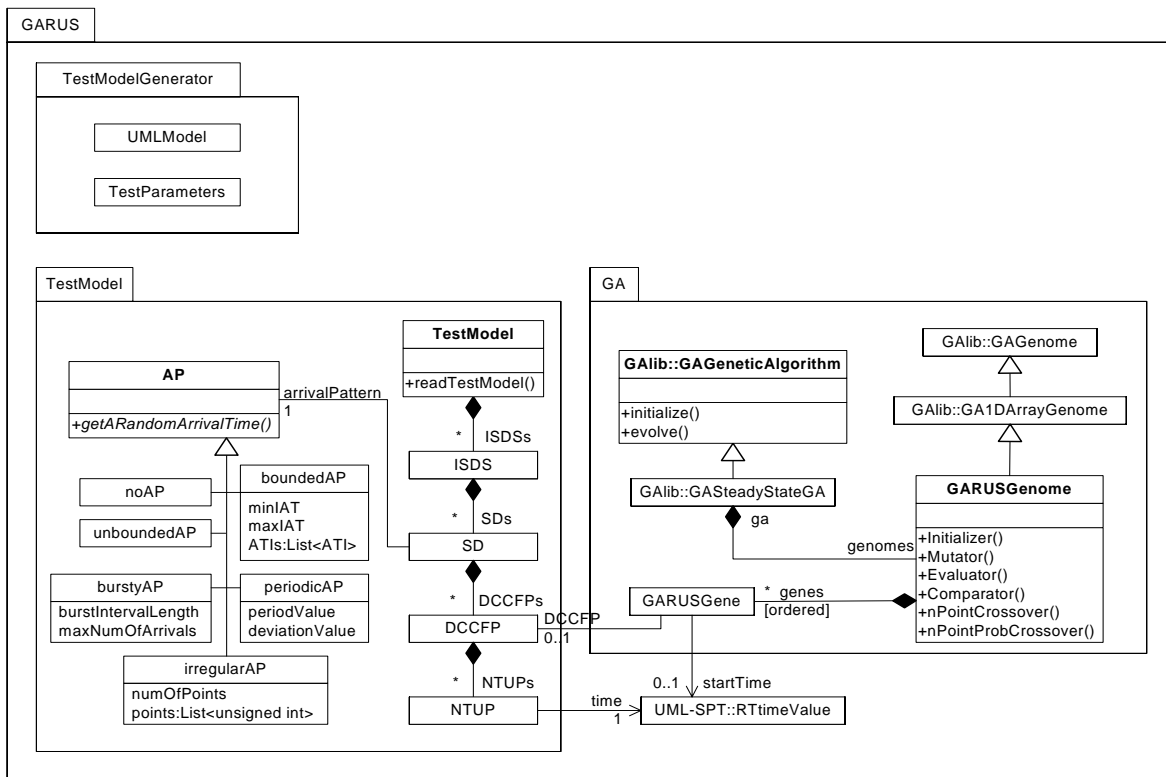 GARUS
TestModelGenerator
UMLModel
TestParameters
TestModel
AP
+getARandomArrivalTime()
arrivalPattern
1
noAP
unboundedAP
boundedAP
minIAT
maxIAT
ATIs:List<ATI>
burstyAP
burstIntervalLength
maxNumOfArrivals
periodicAP
periodValue
deviationValue
irregularAP
numOfPoints
points:List<unsigned int>
TestModel
+readTestModel()
* ISDSs
ISDS
* SDs
SD
* DCCFPs
DCCFP
* NTUPs
NTUP
time
1
DCCFP
0..1
GA
GAlib::GAGeneticAlgorithm
+initialize()
+evolve()
GAlib::GASteadyStateGA
ga
genomes
GAlib::GAGenome
GAlib::GA1DArrayGenome
GARUSGenome
+Initializer()
+Mutator()
+Evaluator()
+Comparator()
+nPointCrossover()
+nPointProbCrossover()
GARUSGene
* genes
[ordered]
0..1 startTime
UML-SPT::RTtimeValue